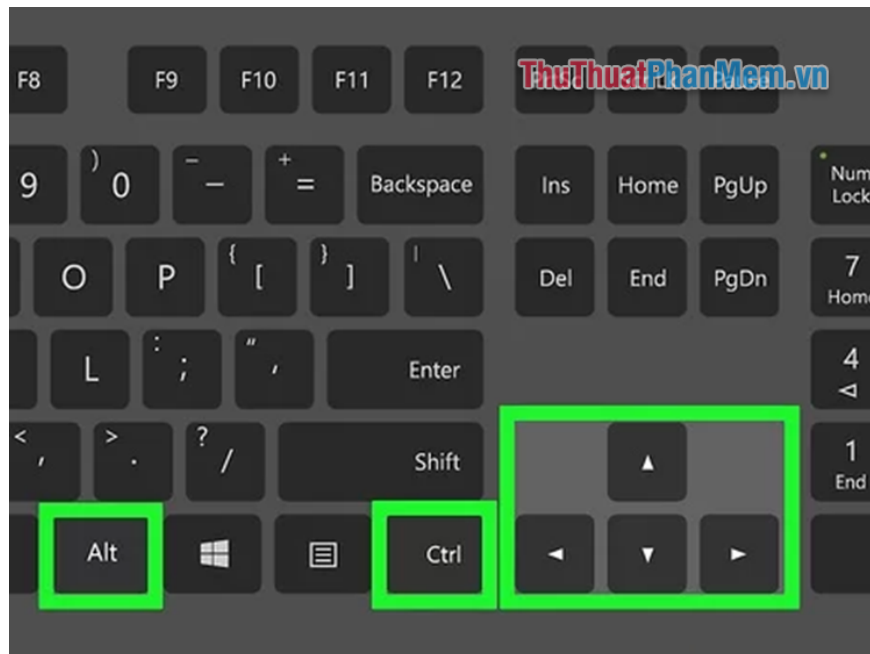 F8 F9 F10 F11 F12
ThuThuatPhanMem.vn
9 ) 0 _ – + = Backspace Ins Home PgUp Num Lock
O P { [ } ] | \ Del End PgDn 7 Home
L : ; " ' Enter 4
< , > . ? / Shift 1 End
Alt Ctrl